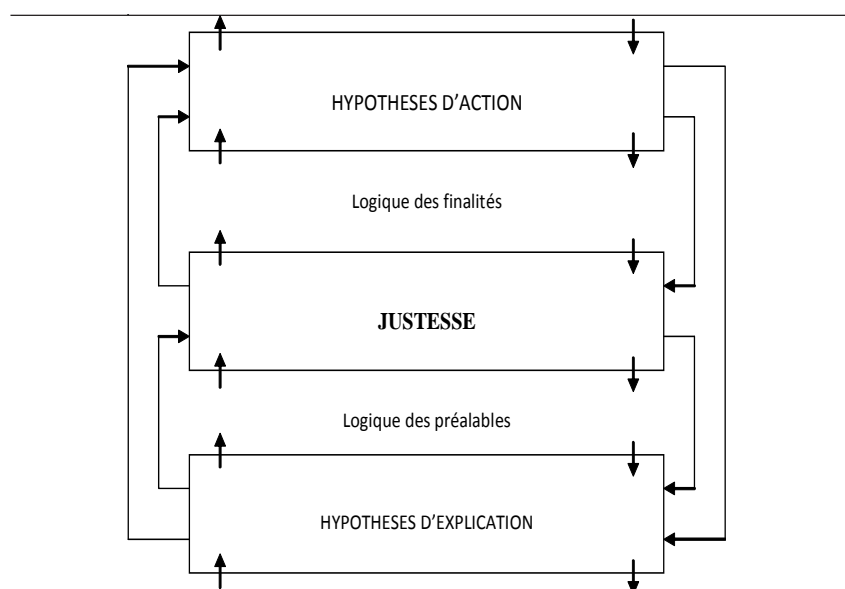 HYPOTHESES D’ACTION
Logique des finalités
JUSTESSE
Logique des préalables
HYPOTHESES D’EXPLICATION